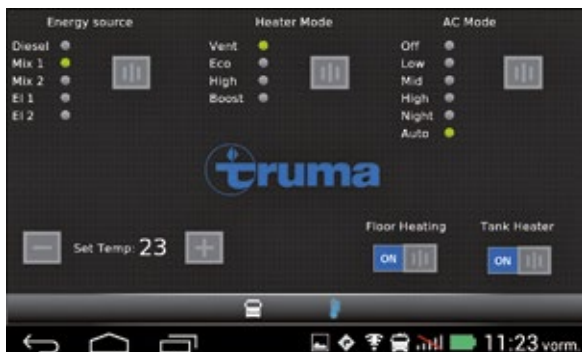 Energy source
Heater Mode
AC Mode
Diesel
Mix 1
Mix 2
El 1
El 2
Vent
Eco
High
Boost
Off
Low
Mid
High
Night
Auto
truma
Set Temp: 23
Floor Heating
ON
Tank Heater
ON
11:23 vorm.